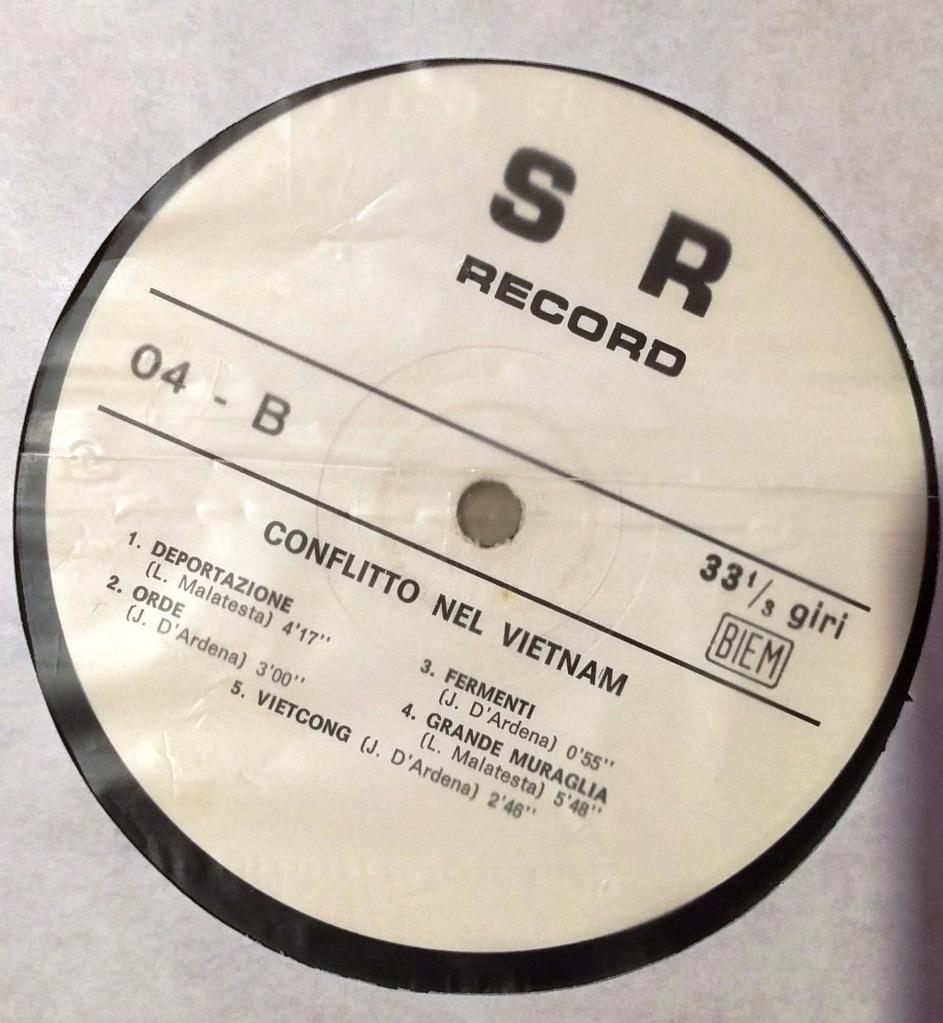 S R
RECORD
04 - B
33 1/3 giri
BIEM
CONFLITTO NEL VIETNAM
1. DEPORTAZIONE
(L. Malatesta) 4'17''
2. ORDE
(J. D'Ardena) 3'00''
3. FERMENTI
(J. D'Ardena) 0'55''
4. GRANDE MURAGLIA
(L. Malatesta) 5'48''
5. VIETCONG (J. D'Ardena) 2'46''